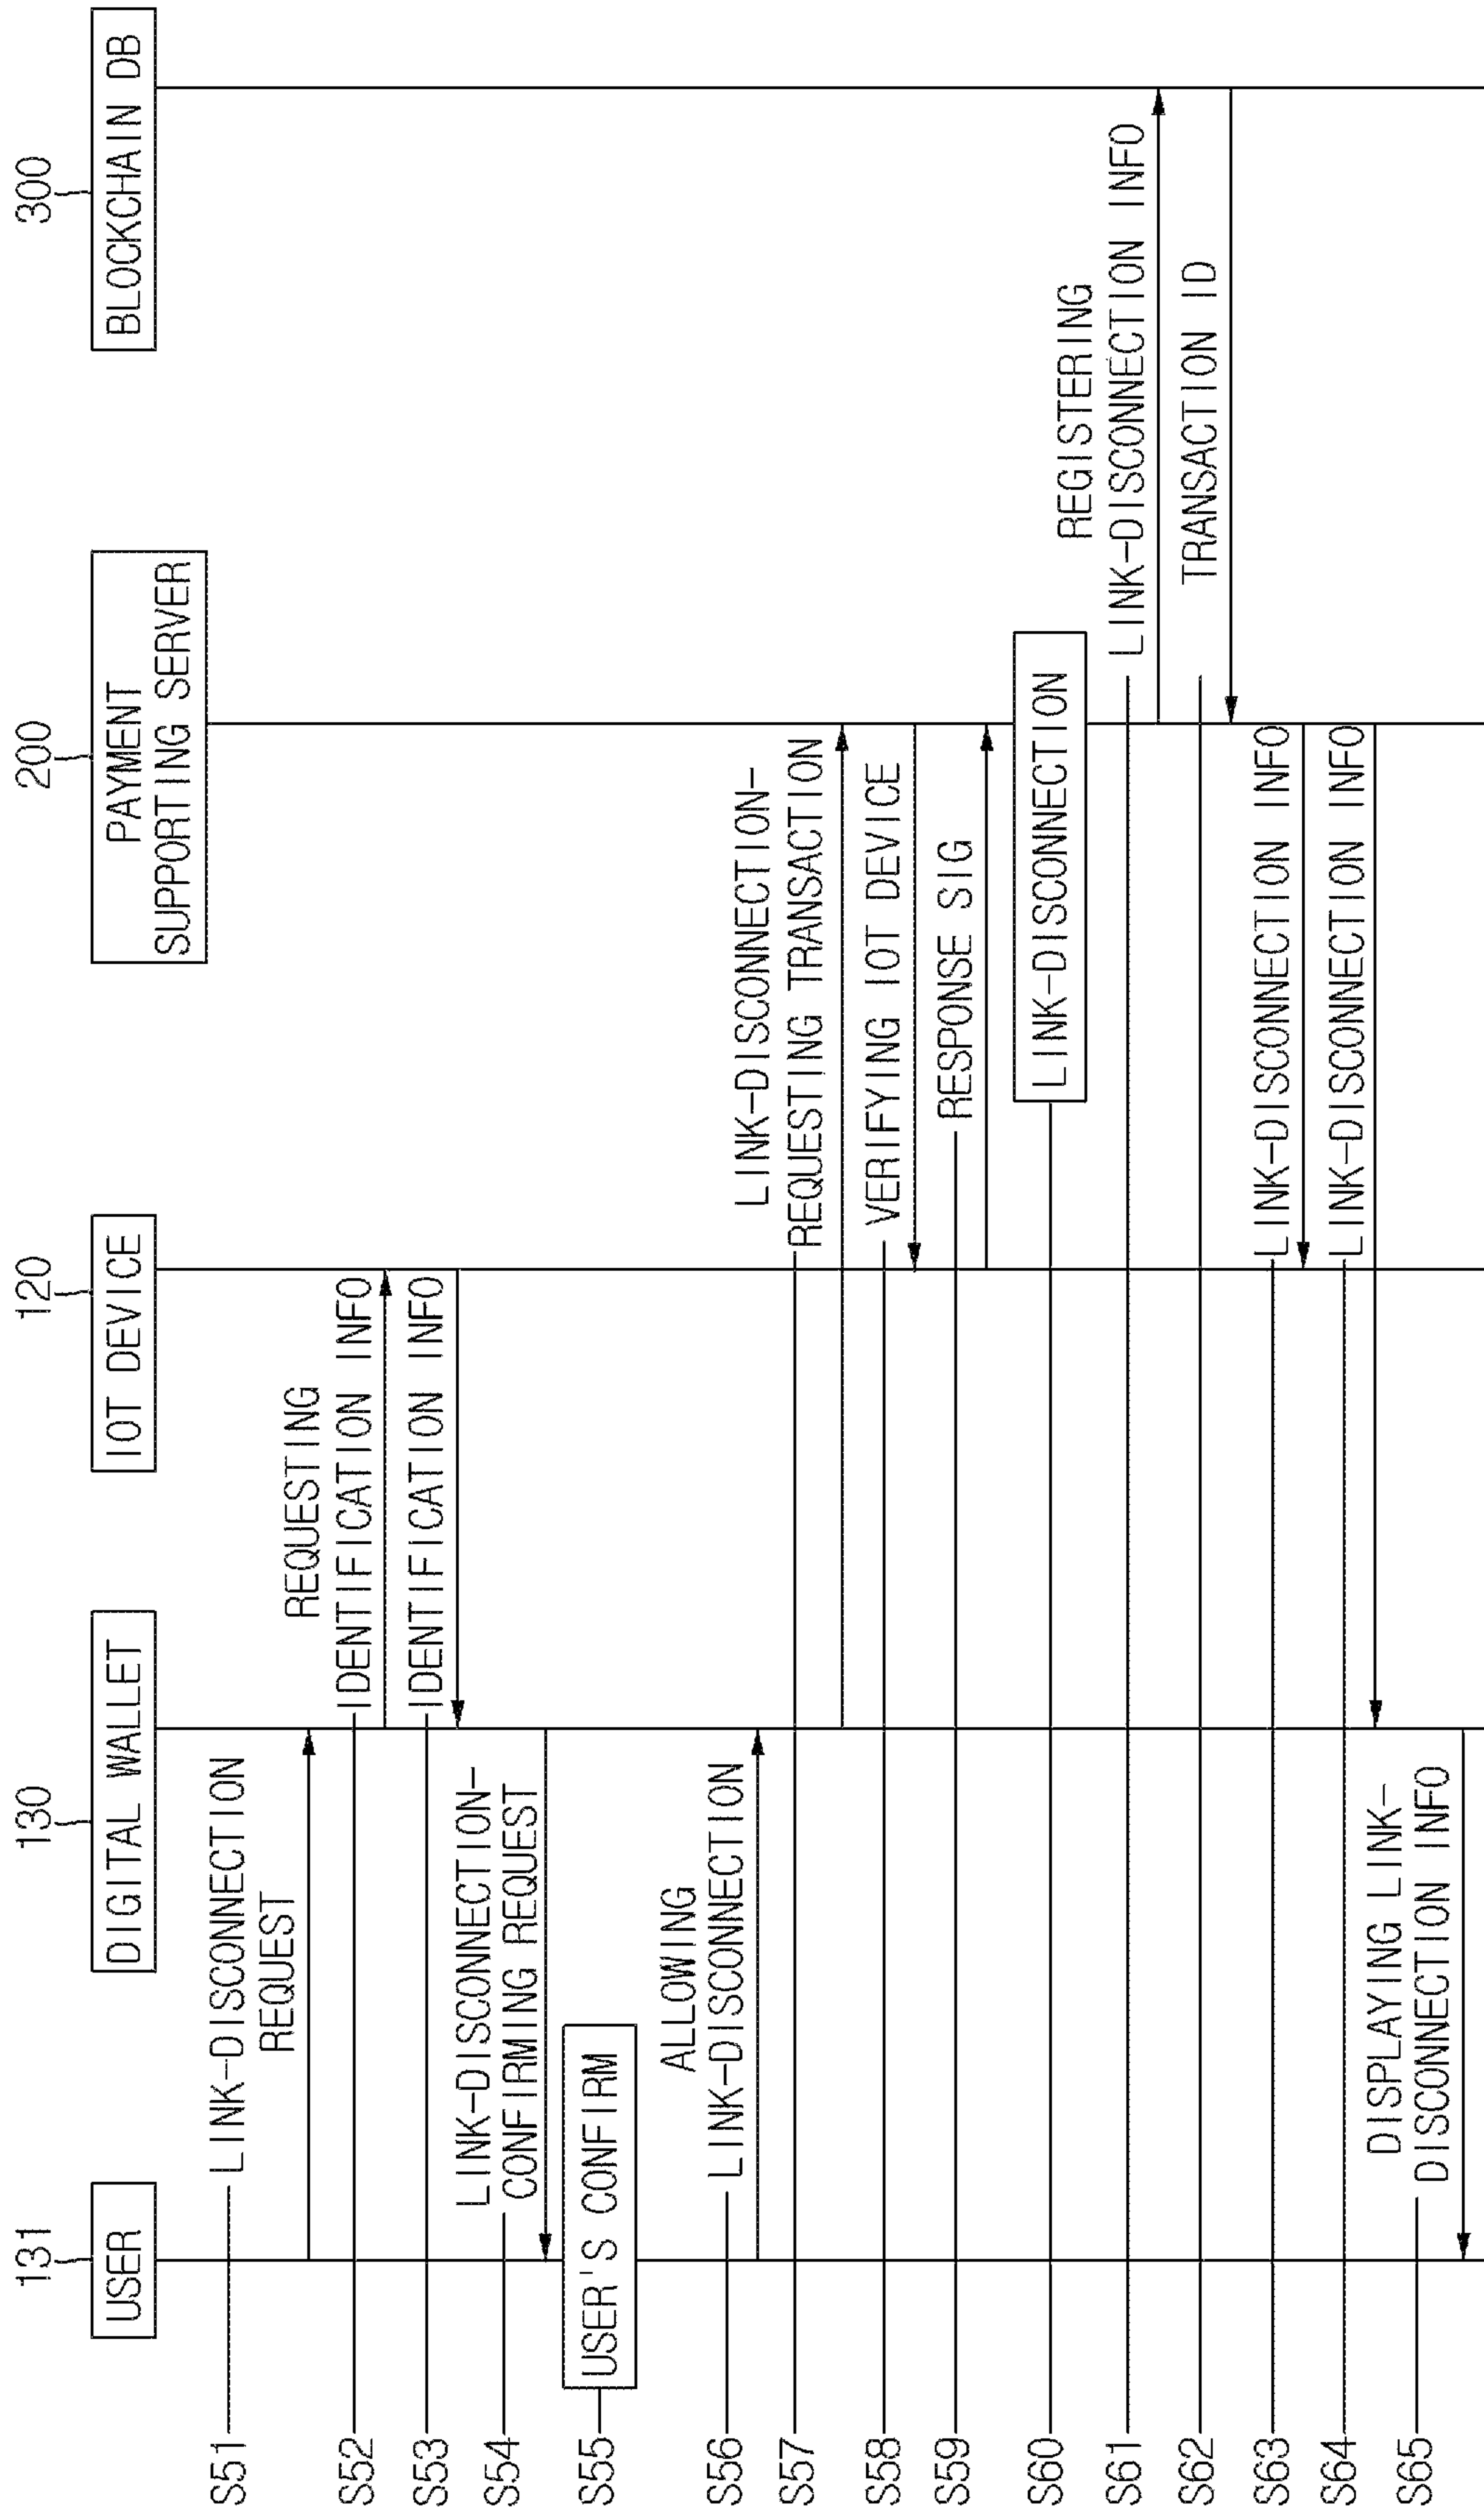 131
130
120
200
300
USER
DIGITAL WALLET
IOT DEVICE
PAYMENT
SUPPORTING SERVER
BLOCKCHAIN DB
S51
LINK-DISCONNECTION
REQUEST
REQUESTING
S52
IDENTIFICATION INFO
S53
IDENTIFICATION INFO
LINK-DISCONNECTION-
S54
CONFIRMING REQUEST
S55
USER'S CONFIRM
ALLOWING
S56
LINK-DISCONNECTION
LINK-DISCONNECTION-
S57
REQUESTING TRANSACTION
S58
VERIFYING IOT DEVICE
S59
RESPONSE SIG
S60
LINK-DISCONNECTION
REGISTERING
S61
LINK-DISCONNECTION INFO
S62
TRANSACTION ID
S63
LINK-DISCONNECTION INFO
S64
LINK-DISCONNECTION INFO
DISPLAYING LINK-
S65
DISCONNECTION INFO